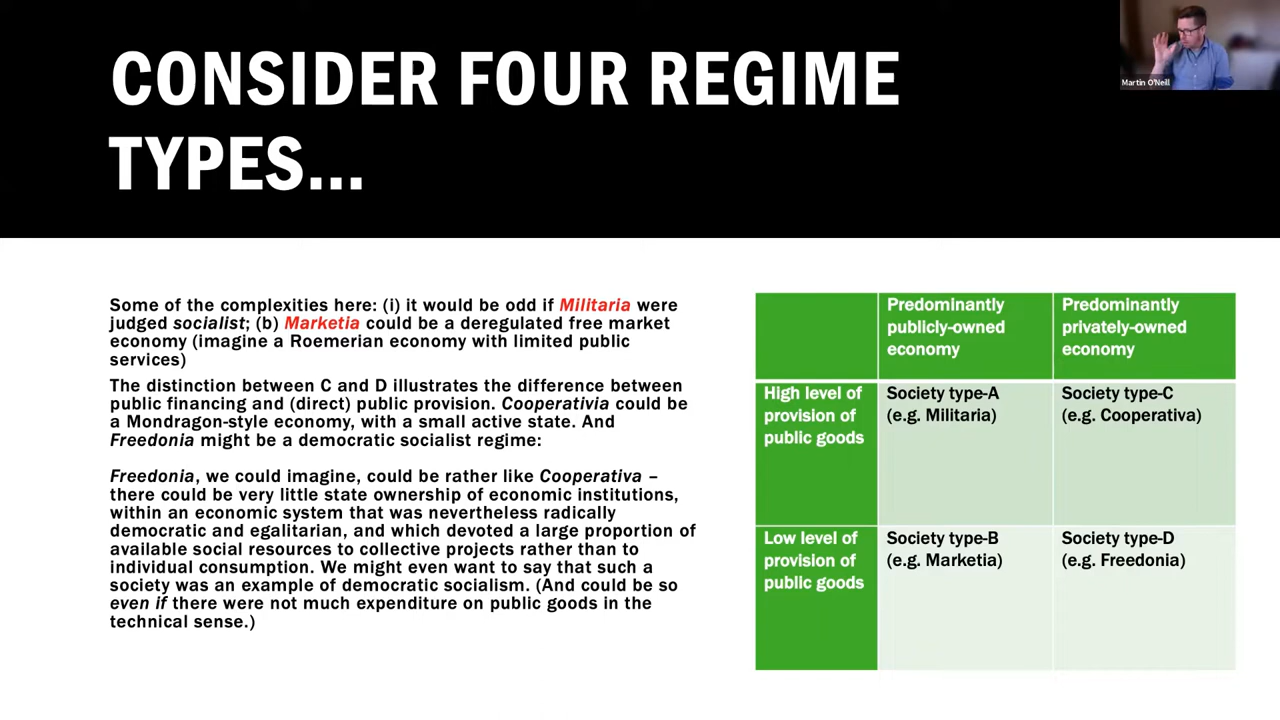 CONSIDER FOUR REGIME
TYPES...
Martin O'Neill
Some of the complexities here: (i) it would be odd if Militaria were
judged socialist; (b) Marketia could be a deregulated free market
economy (imagine a Roemerian economy with limited public
services)
The distinction between C and D illustrates the difference between
public financing and (direct) public provision. Cooperativia could be
a Mondragon-style economy, with a small active state. And
Freedonia might be a democratic socialist regime:
Freedonia, we could imagine, could be rather like Cooperativa –
there could be very little state ownership of economic institutions,
within an economic system that was nevertheless radically
democratic and egalitarian, and which devoted a large proportion of
available social resources to collective projects rather than to
individual consumption. We might even want to say that such a
society was an example of democratic socialism. (And could be so
even if there were not much expenditure on public goods in the
technical sense.)
Predominantly
publicly-owned
economy
Predominantly
privately-owned
economy
High level of
provision of
public goods
Society type-A
(e.g. Militaria)
Society type-C
(e.g. Cooperativa)
Low level of
provision of
public goods
Society type-B
(e.g. Marketia)
Society type-D
(e.g. Freedonia)